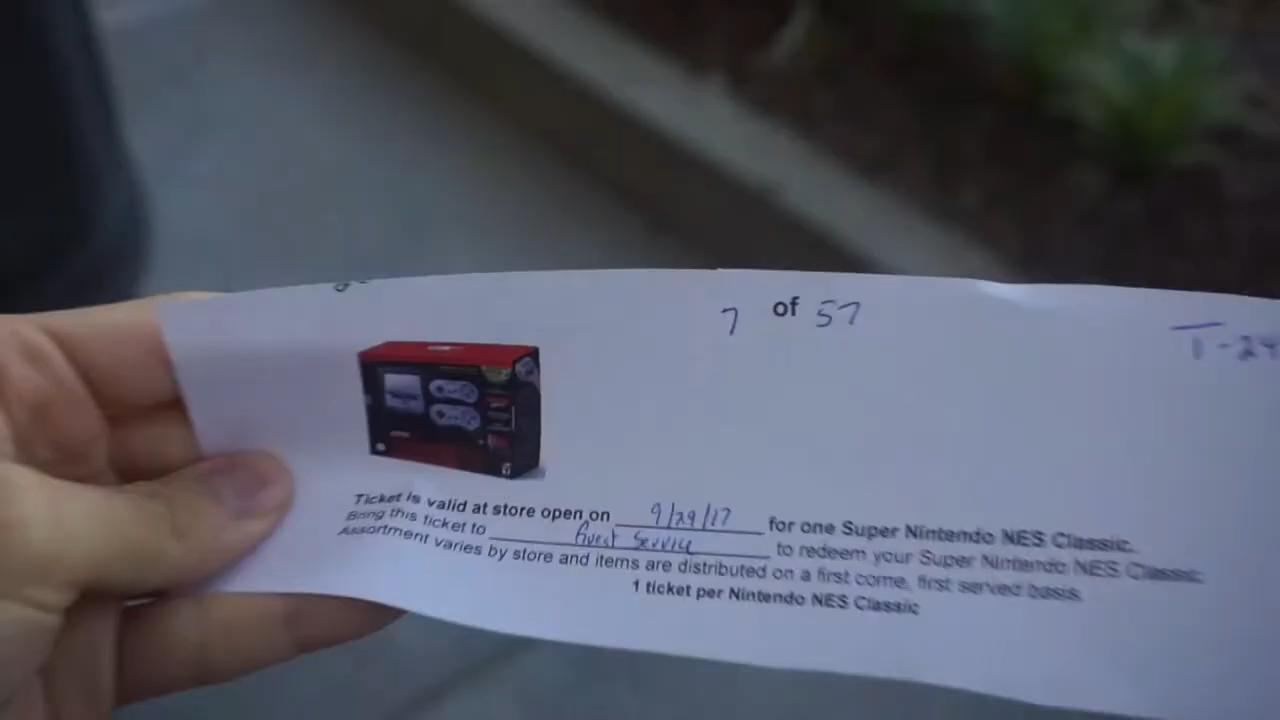 7 of 57
Ticket is valid at store open on 9/29/17 for one Super Nintendo NES Classic.
Bring this ticket to Guest Service to redeem your Super Nintendo NES Classic
Assortment varies by store and items are distributed on a first come, first served basis.
1 ticket per Nintendo NES Classic